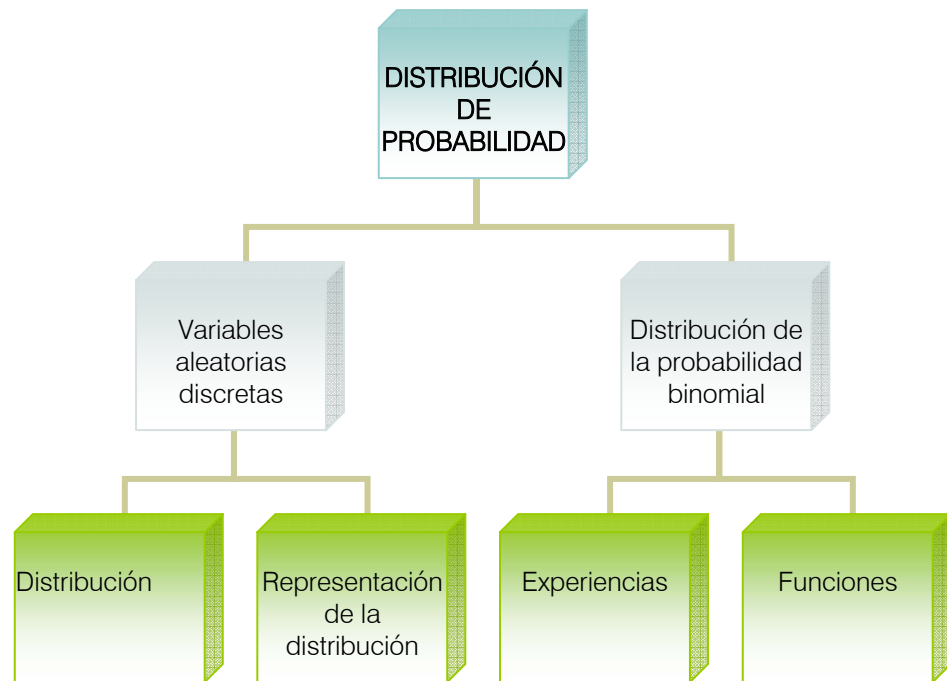 DISTRIBUCIÓN
DE
PROBABILIDAD
Variables
aleatorias
discretas
Distribución de
la probabilidad
binomial
Distribución
Representación
de la
distribución
Experiencias
Funciones